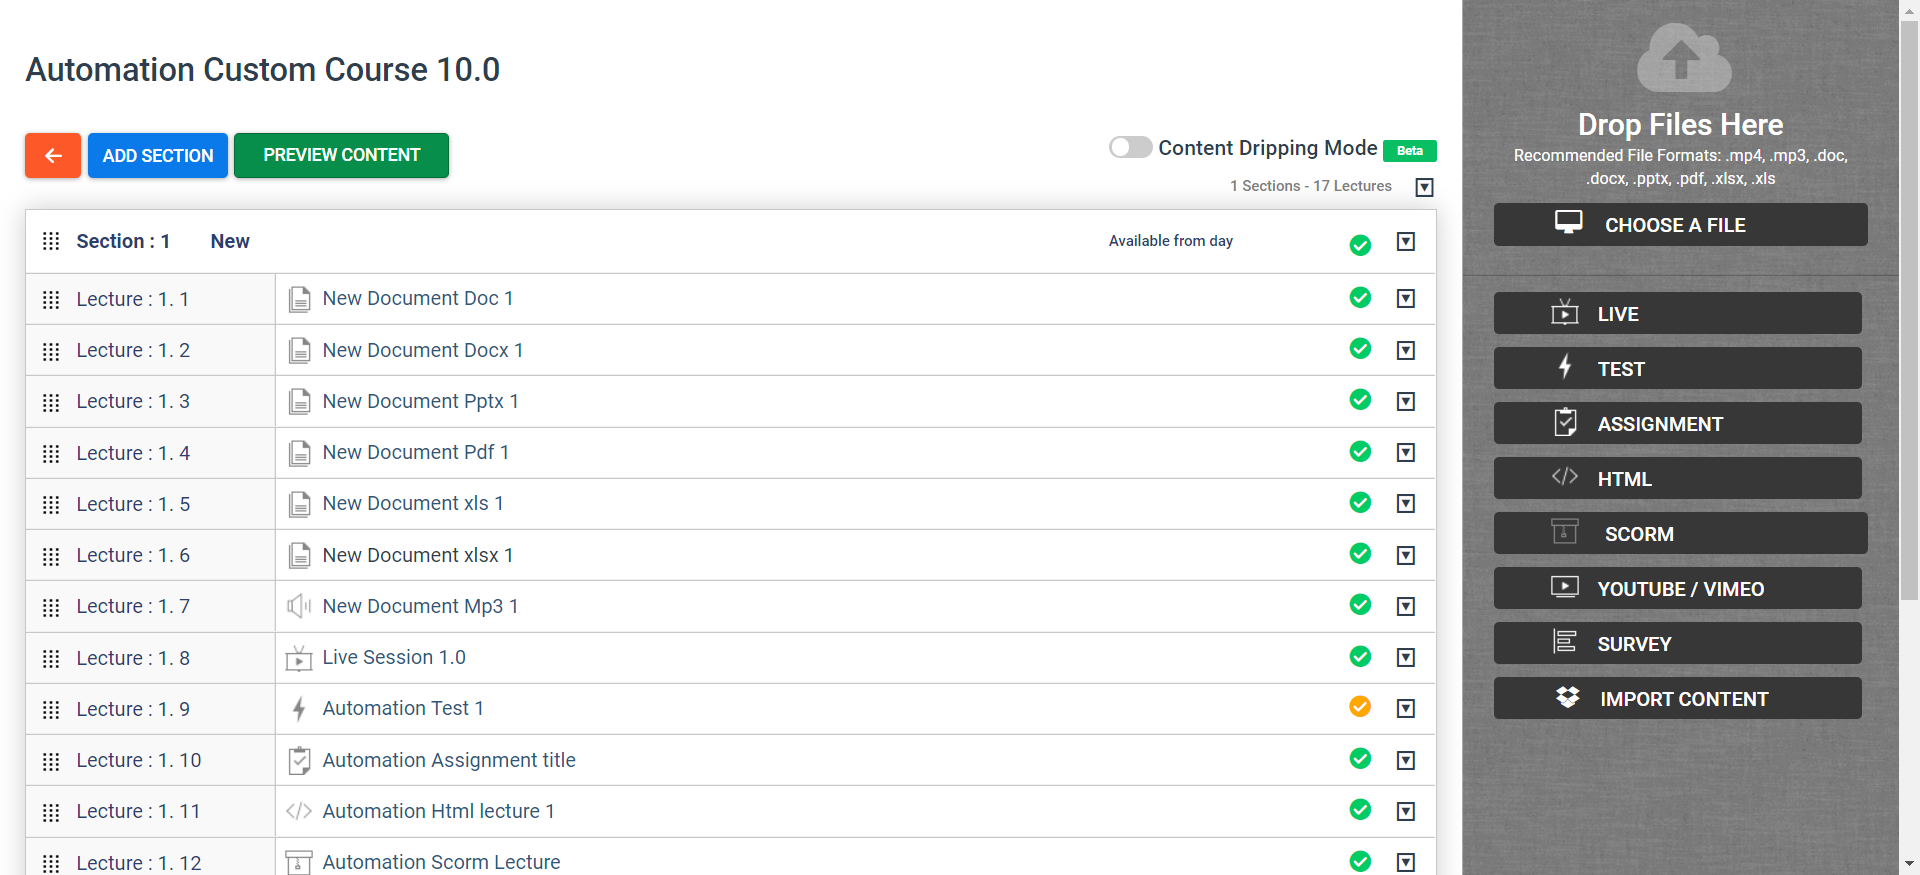 Automation Custom Course 10.0
ADD SECTION
PREVIEW CONTENT
Content Dripping Mode Beta
1 Sections - 17 Lectures
Section : 1 New Available from day
Lecture : 1. 1 New Document Doc 1
Lecture : 1. 2 New Document Docx 1
Lecture : 1. 3 New Document Pptx 1
Lecture : 1. 4 New Document Pdf 1
Lecture : 1. 5 New Document xls 1
Lecture : 1. 6 New Document xlsx 1
Lecture : 1. 7 New Document Mp3 1
Lecture : 1. 8 Live Session 1.0
Lecture : 1. 9 Automation Test 1
Lecture : 1. 10 Automation Assignment title
Lecture : 1. 11 Automation Html lecture 1
Lecture : 1. 12 Automation Scorm Lecture
Drop Files Here
Recommended File Formats: .mp4, .mp3, .doc,
.docx, .pptx, .pdf, .xlsx, .xls
CHOOSE A FILE
LIVE
TEST
ASSIGNMENT
HTML
SCORM
YOUTUBE / VIMEO
SURVEY
IMPORT CONTENT